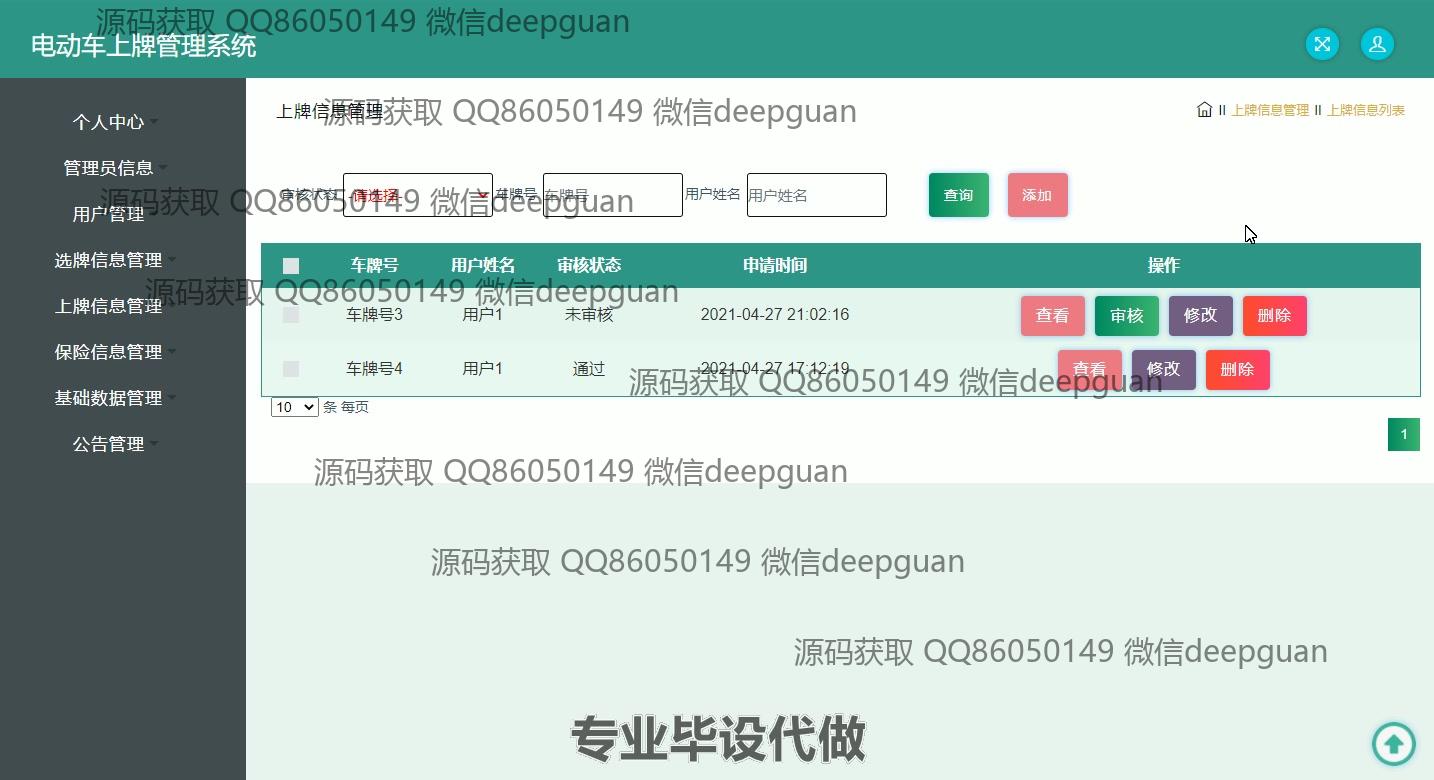 源码获取 QQ86050149 微信deepguan
电动车上牌管理系统
个人中心
管理员信息
用户管理
选牌信息管理
上牌信息管理
保险信息管理
基础数据管理
公告管理
上牌信息管理
源码获取 QQ86050149 微信deepguan
II 上牌信息管理 II 上牌信息列表
审核状态 -请选择- 车牌号 车牌号 用户姓名 用户姓名 查询 添加
源码获取 QQ86050149 微信deepguan
车牌号 用户姓名 审核状态 申请时间 操作
源码获取 QQ86050149 微信deepguan
车牌号3 用户1 未审核 2021-04-27 21:02:16 查看 审核 修改 删除
车牌号4 用户1 通过 2021-04-27 17:12:19 查看 修改 删除
源码获取 QQ86050149 微信deepguan
10 条 每页
1
源码获取 QQ86050149 微信deepguan
源码获取 QQ86050149 微信deepguan
源码获取 QQ86050149 微信deepguan
专业毕设代做